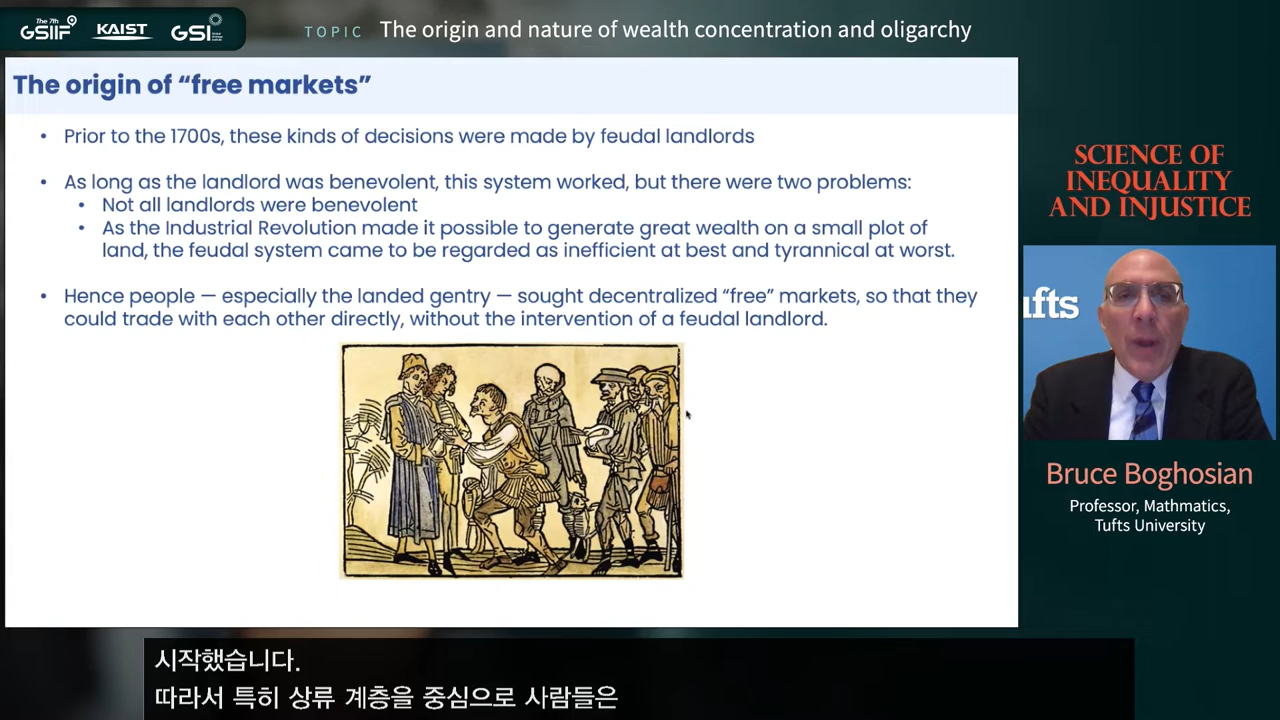 The 7th
GSIIF
KAIST
GSI
TOPIC The origin and nature of wealth concentration and oligarchy
The origin of “free markets”
• Prior to the 1700s, these kinds of decisions were made by feudal landlords
• As long as the landlord was benevolent, this system worked, but there were two problems:
• Not all landlords were benevolent
• As the Industrial Revolution made it possible to generate great wealth on a small plot of
land, the feudal system came to be regarded as inefficient at best and tyrannical at worst.
• Hence people — especially the landed gentry — sought decentralized “free” markets, so that they
could trade with each other directly, without the intervention of a feudal landlord.
SCIENCE OF
INEQUALITY
AND INJUSTICE
ufts
Bruce Boghosian
Professor, Mathmatics,
Tufts University
시작했습니다.
따라서 특히 상류 계층을 중심으로 사람들은